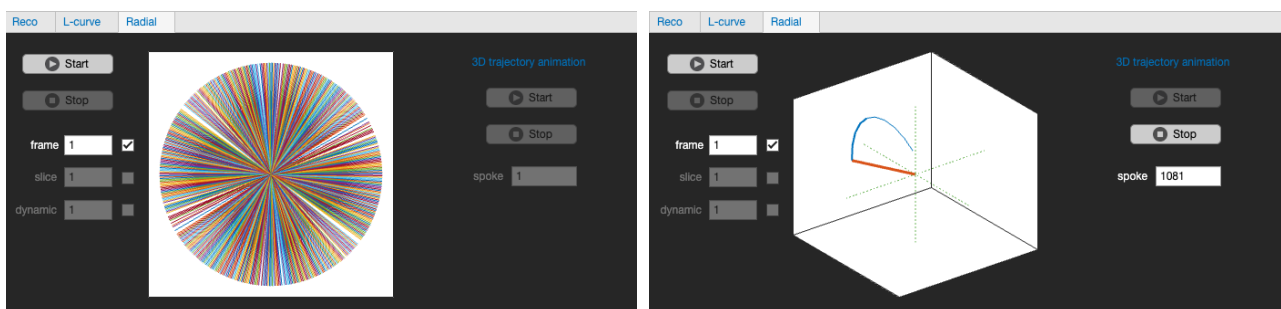 Reco L-curve Radial
Start
3D trajectory animation
Stop
Start
frame 1
Stop
slice 1
spoke 1
dynamic 1
Reco L-curve Radial
Start
3D trajectory animation
Stop
Start
frame 1
Stop
slice 1
spoke 1081
dynamic 1